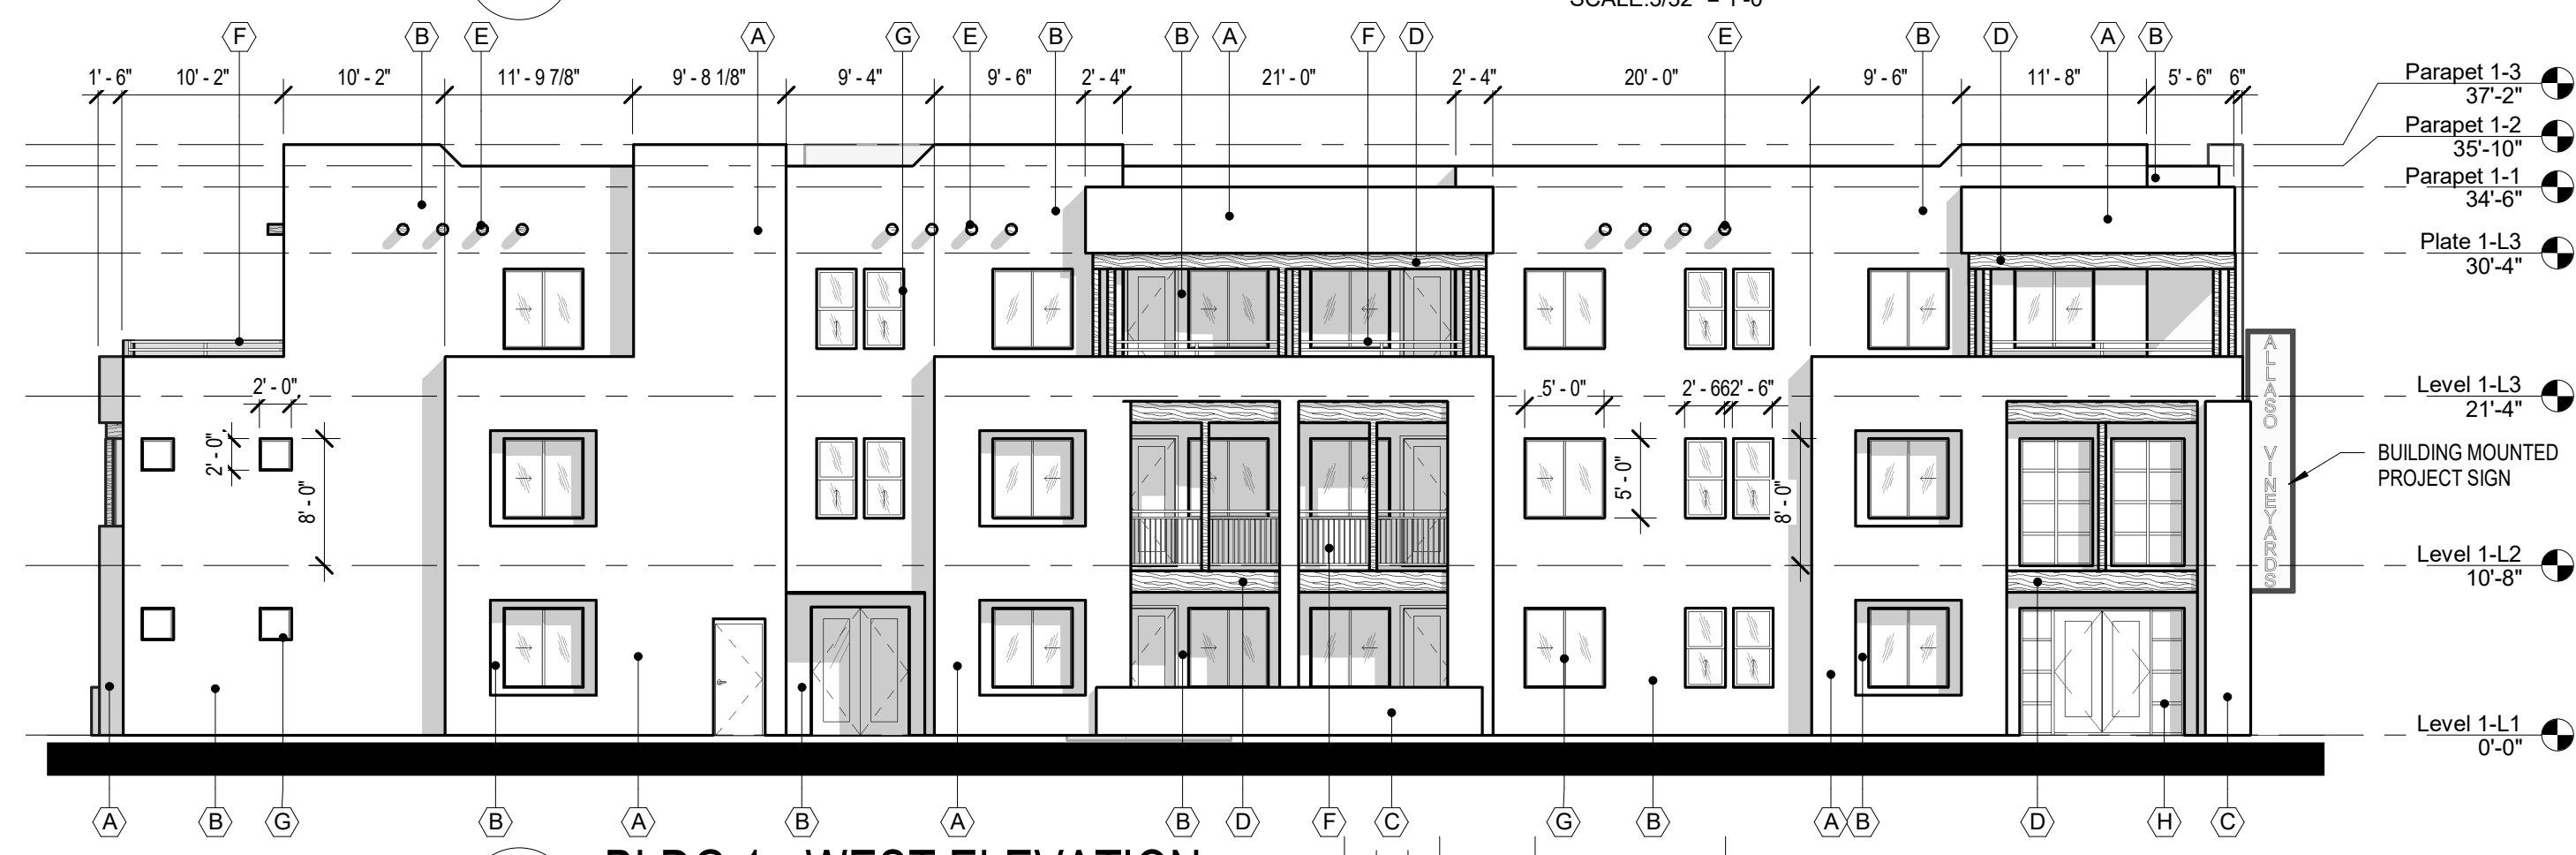 SCALE:3/32" = 1'-0"
F B E A G E B B A F D E B D A B
1' - 6" 10' - 2" 10' - 2" 11' - 9 7/8" 9' - 8 1/8" 9' - 4" 9' - 6" 2' - 4" 21' - 0" 2' - 4" 20' - 0" 9' - 6" 11' - 8" 5' - 6" 6"
Parapet 1-3
37'-2"
Parapet 1-2
35'-10"
Parapet 1-1
34'-6"
Plate 1-L3
30'-4"
Level 1-L3
21'-4"
2' - 0"
5' - 0"
2' - 6
6
2' - 6"
2' - 0"
8' - 0"
5' - 0"
8' - 0"
ALLASO VINEYARDS
BUILDING MOUNTED
PROJECT SIGN
Level 1-L2
10'-8"
Level 1-L1
0'-0"
A B G B A B A B D F C G B A B D H C
BLDG 1 - WEST ELEVATION